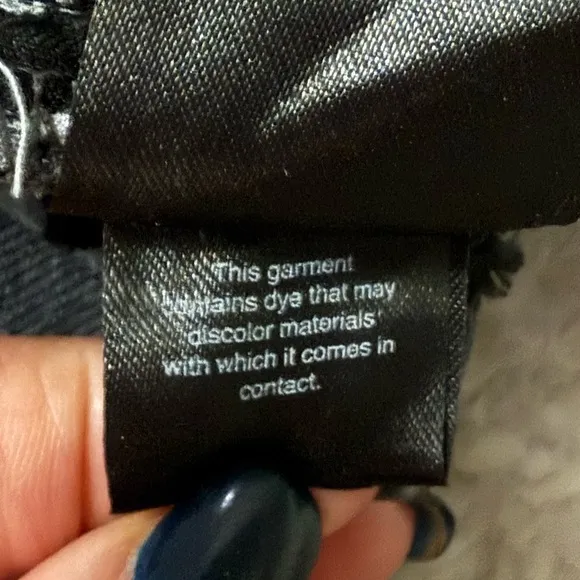 This garment
contains dye that may
discolor materials
with which it comes in
contact.